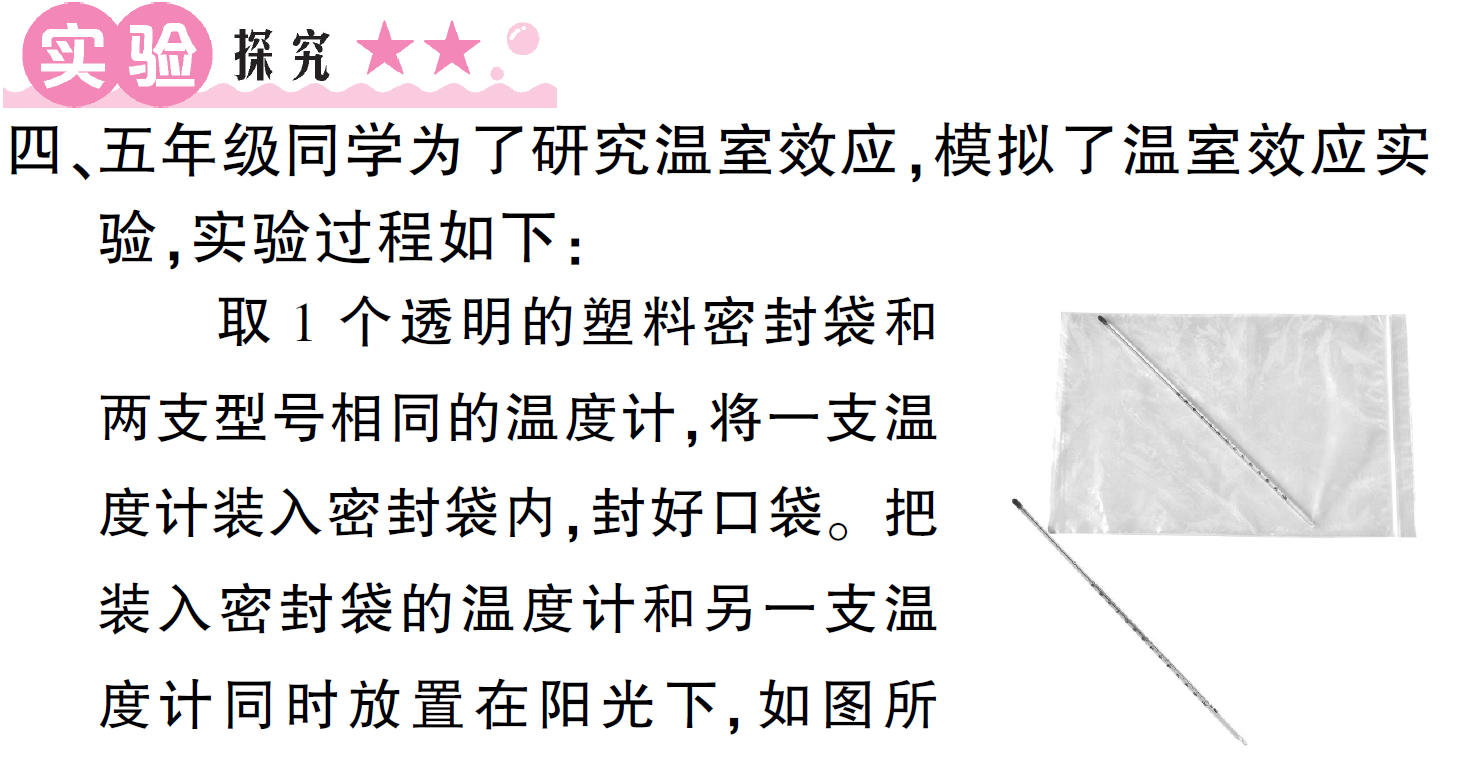 实验探究★★
四、五年级同学为了研究温室效应,模拟了温室效应实
验,实验过程如下:
取1个透明的塑料密封袋和
两支型号相同的温度计,将一支温
度计装入密封袋内,封好口袋。把
装入密封袋的温度计和另一支温
度计同时放置在阳光下,如图所